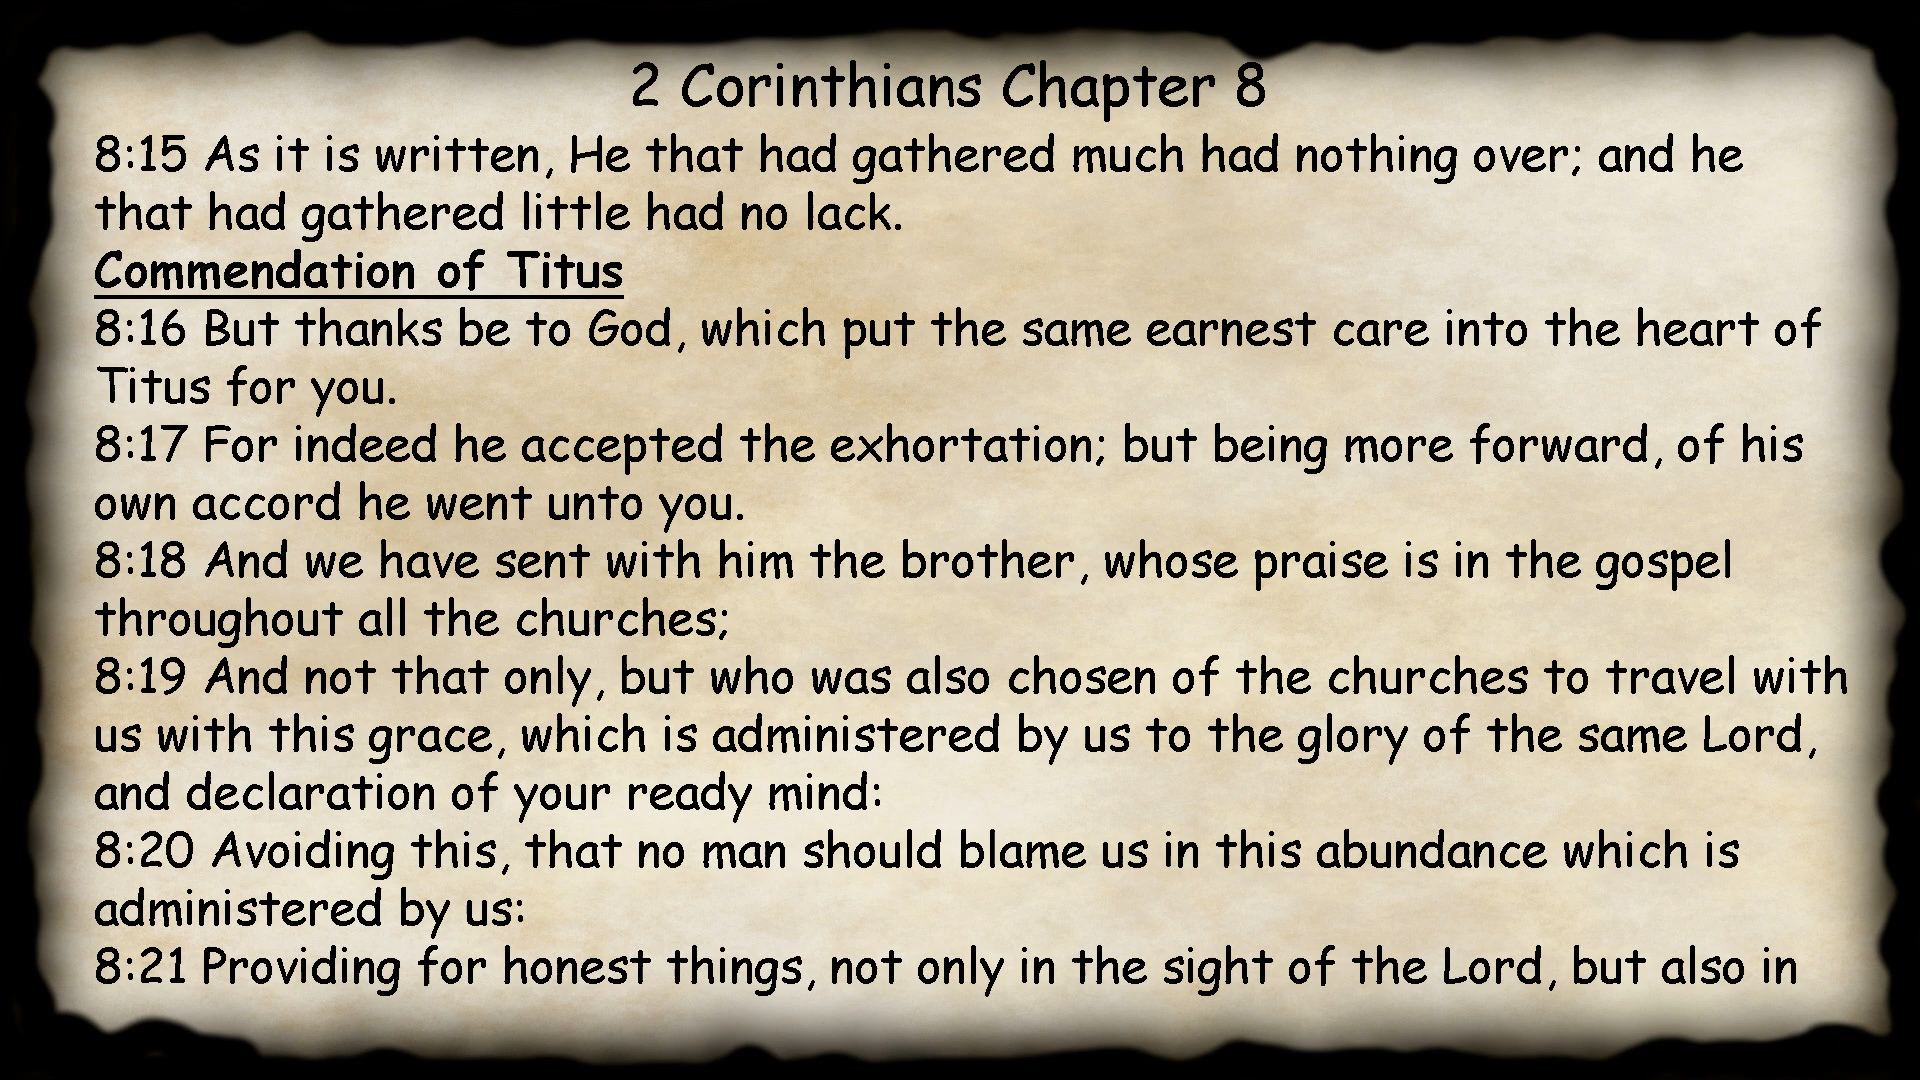 2 Corinthians Chapter 8
8:15 As it is written, He that had gathered much had nothing over; and he
that had gathered little had no lack.
Commendation of Titus
8:16 But thanks be to God, which put the same earnest care into the heart of
Titus for you.
8:17 For indeed he accepted the exhortation; but being more forward, of his
own accord he went unto you.
8:18 And we have sent with him the brother, whose praise is in the gospel
throughout all the churches;
8:19 And not that only, but who was also chosen of the churches to travel with
us with this grace, which is administered by us to the glory of the same Lord,
and declaration of your ready mind:
8:20 Avoiding this, that no man should blame us in this abundance which is
administered by us:
8:21 Providing for honest things, not only in the sight of the Lord, but also in